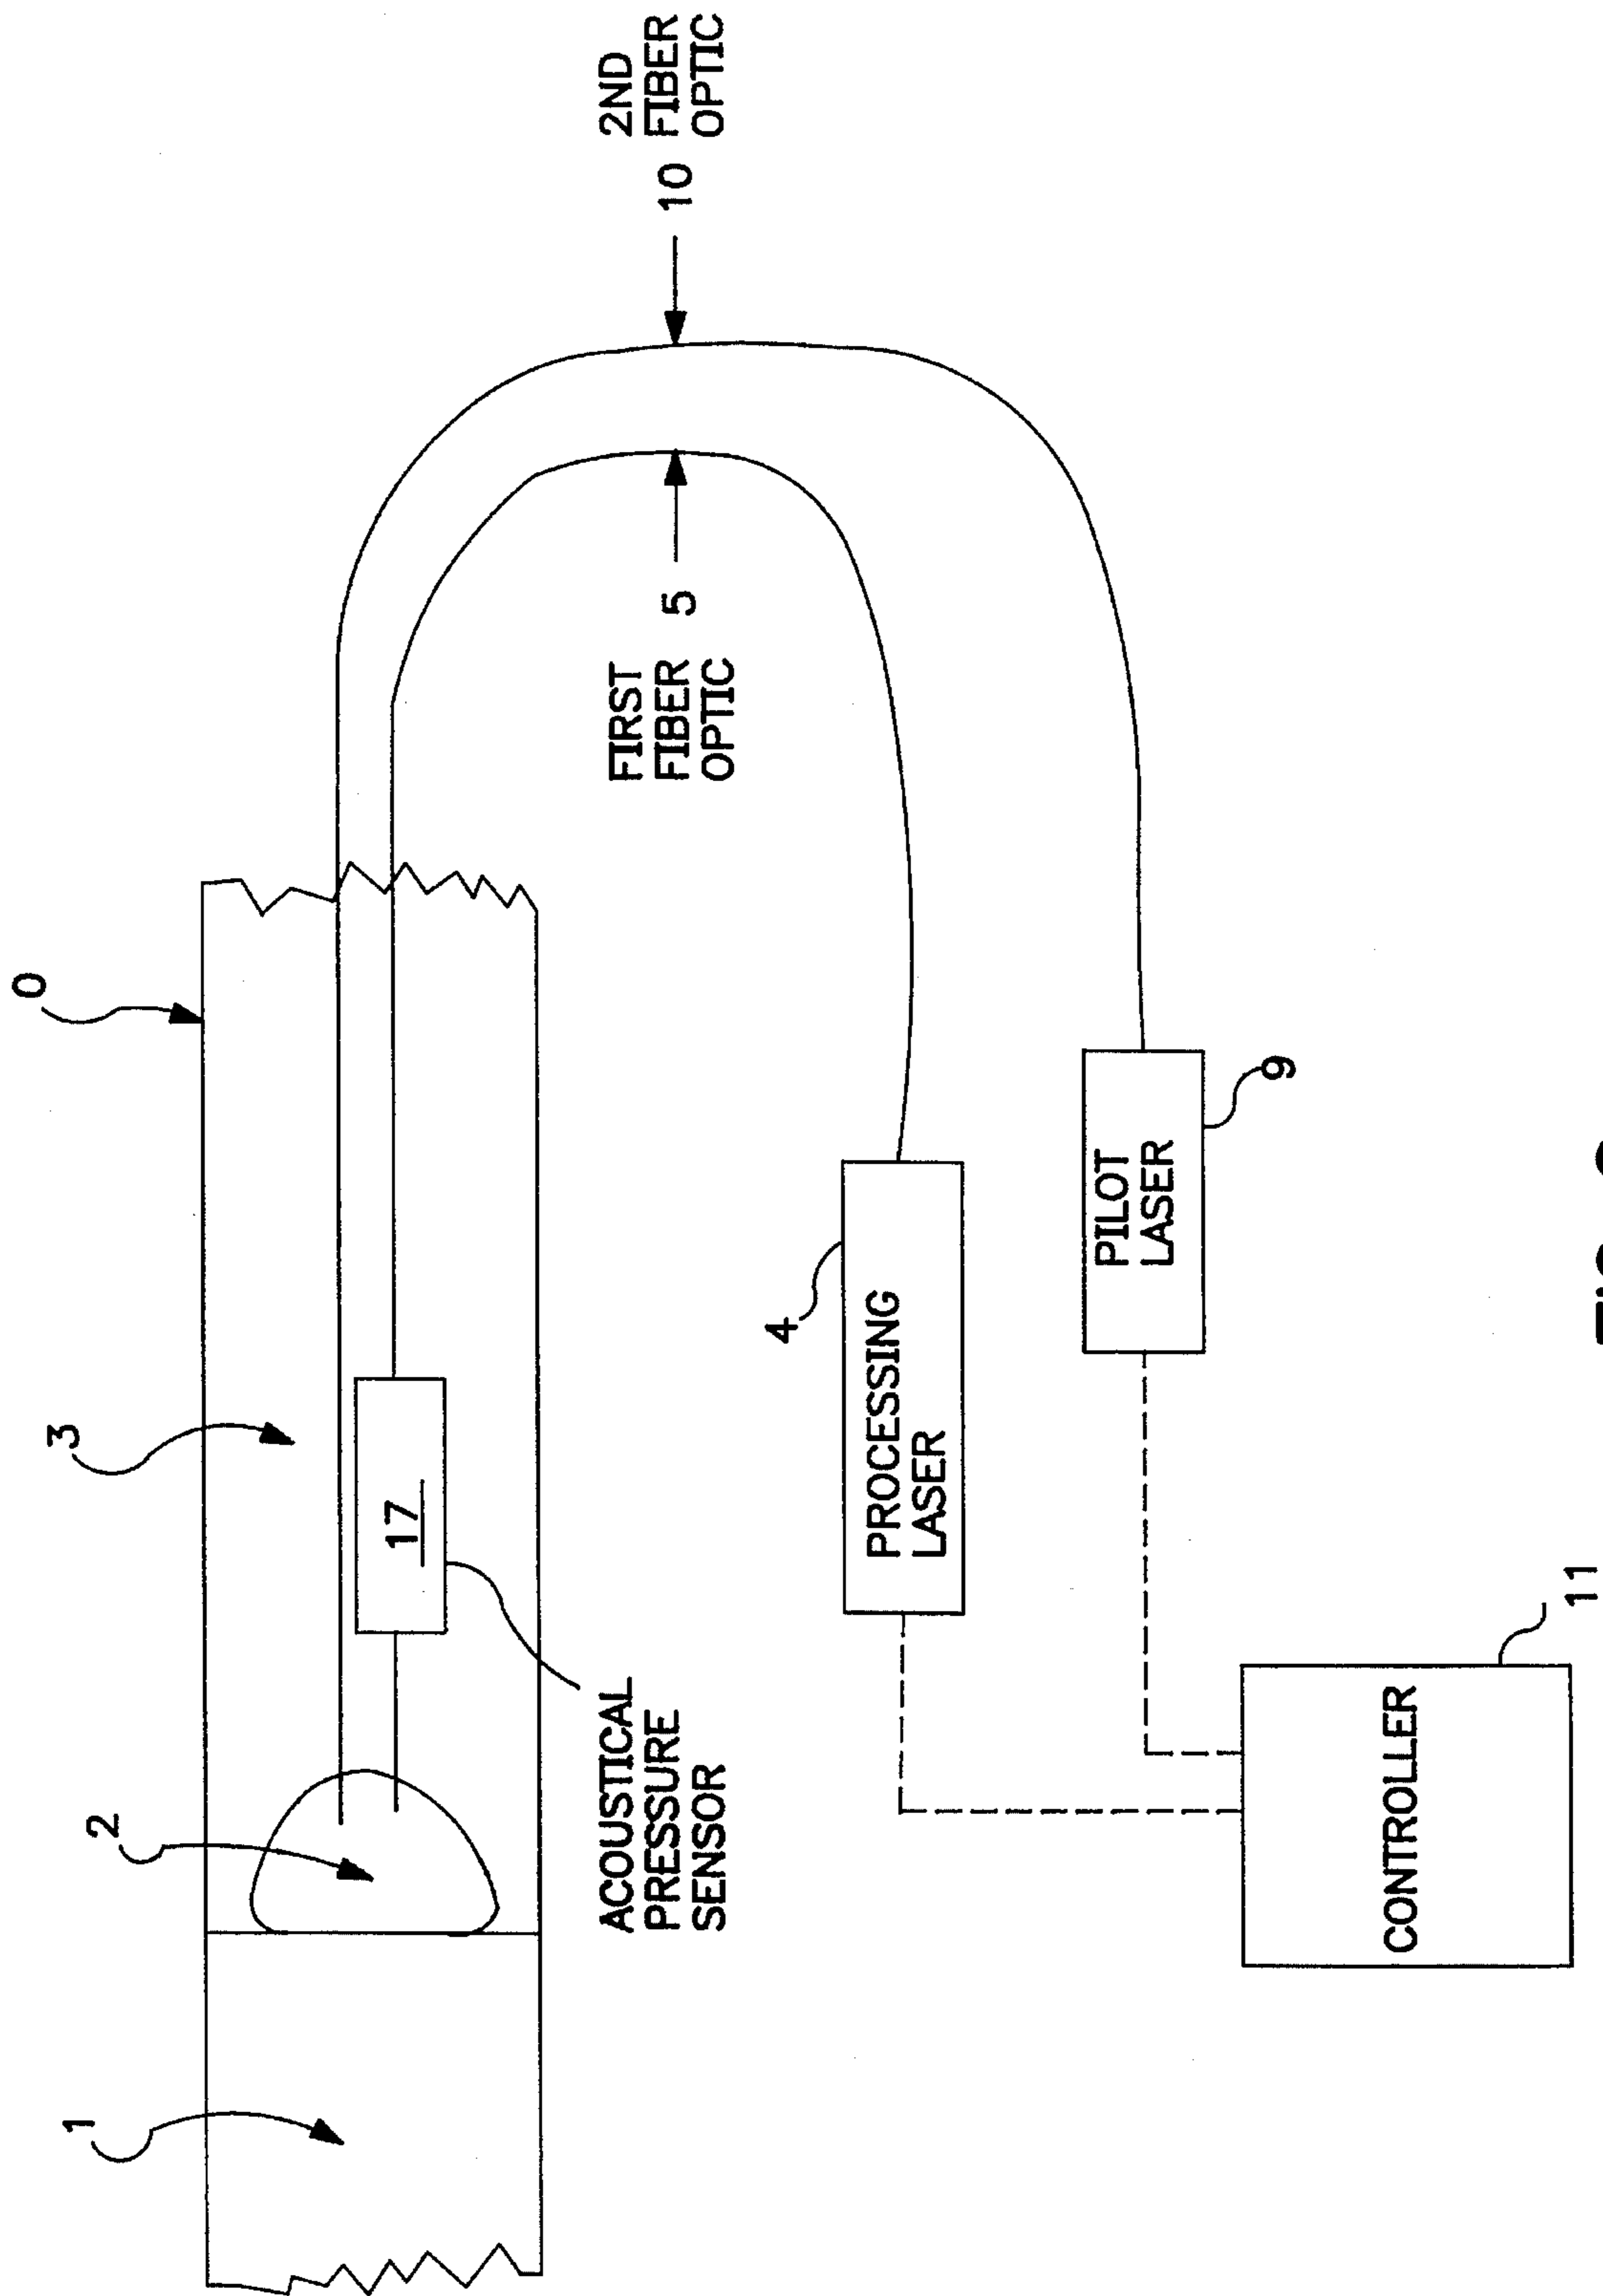 0
3
2
1
17
ACOUSTICAL
PRESSURE
SENSOR
FIRST
FIBER
OPTIC
5
10
2ND
FIBER
OPTIC
4
PROCESSING
LASER
PILOT
LASER
9
CONTROLLER
11